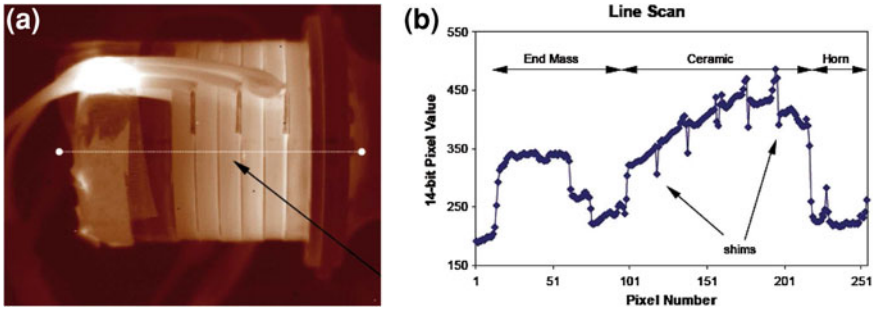 (a)
(b)
Line Scan
End Mass
Ceramic
Horn
14-bit Pixel Value
550
450
350
250
150
shims
1
51
101
151
201
251
Pixel Number